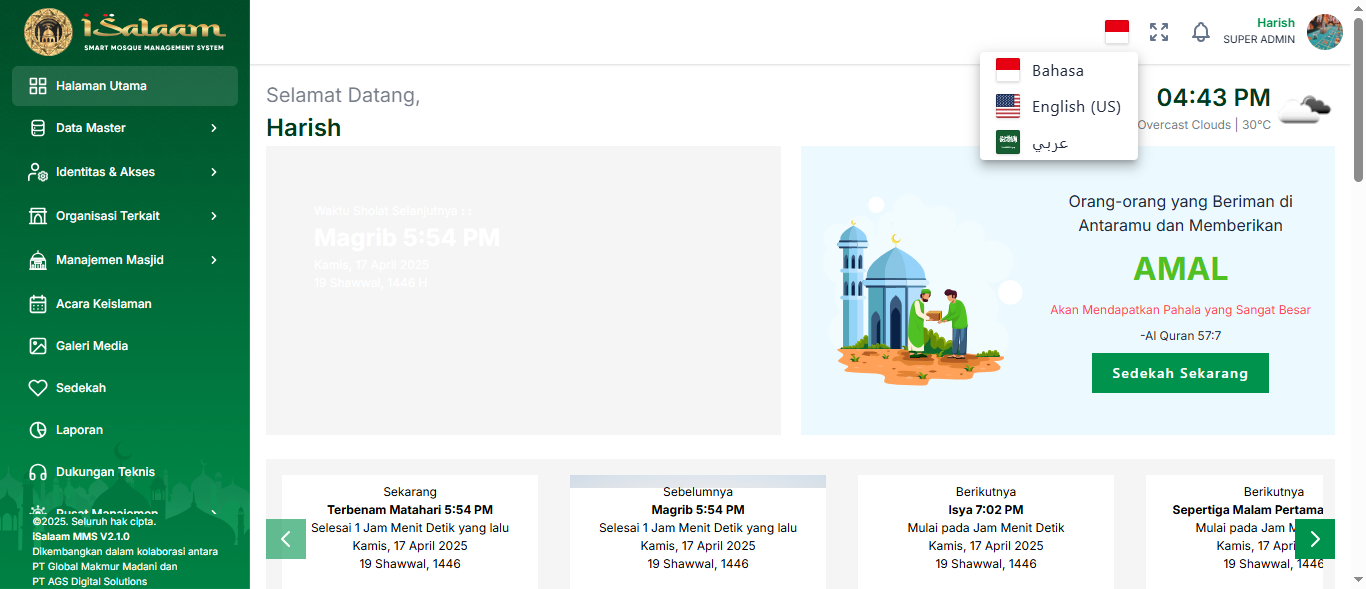 iSalaam
SMART MOSQUE MANAGEMENT SYSTEM
Halaman Utama
Data Master
Identitas & Akses
Organisasi Terkait
Manajemen Masjid
Acara Keislaman
Galeri Media
Sedekah
Laporan
Dukungan Teknis
Pusat Manajemen
©2025. Seluruh hak cipta.
iSalaam MMS V2.1.0
Dikembangkan dalam kolaborasi antara
PT Global Makmur Madani dan
PT AGS Digital Solutions
Harish
SUPER ADMIN
Bahasa
English (US)
عربي
Selamat Datang,
Harish
04:43 PM
Overcast Clouds | 30°C
Waktu Sholat Selanjutnya : :
Magrib 5:54 PM
Kamis, 17 April 2025
19 Shawwal, 1446 H
Orang-orang yang Beriman di
Antaramu dan Memberikan
AMAL
Akan Mendapatkan Pahala yang Sangat Besar
-Al Quran 57:7
Sedekah Sekarang
Sekarang
Terbenam Matahari 5:54 PM
Selesai 1 Jam Menit Detik yang lalu
Kamis, 17 April 2025
19 Shawwal, 1446
Sebelumnya
Magrib 5:54 PM
Selesai 1 Jam Menit Detik yang lalu
Kamis, 17 April 2025
19 Shawwal, 1446
Berikutnya
Isya 7:02 PM
Mulai pada Jam Menit Detik
Kamis, 17 April 2025
19 Shawwal, 1446
Berikutnya
Sepertiga Malam Pertama
Mulai pada Jam M
Kamis, 17 Ap
19 Shawwal, 1446